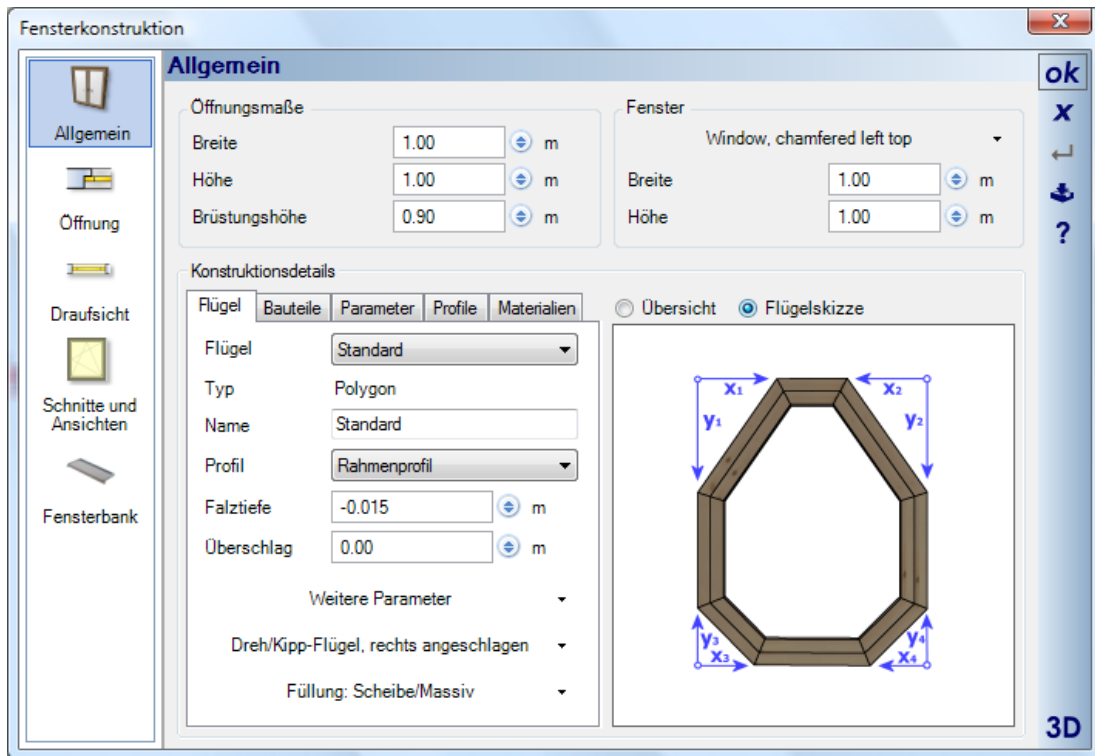 Fensterkonstruktion
x
Allgemein
Öffnung
Draufsicht
Schnitte und
Ansichten
Fensterbank
Allgemein
Öffnungsmaße
Breite 1.00 m
Höhe 1.00 m
Brüstungshöhe 0.90 m
Fenster
Window, chamfered left top
Breite 1.00 m
Höhe 1.00 m
Konstruktionsdetails
Flügel Bauteile Parameter Profile Materialien
Flügel Standard
Typ Polygon
Name Standard
Profil Rahmenprofil
Falztiefe -0.015 m
Überschlag 0.00 m
Weitere Parameter
Dreh/Kipp-Flügel, rechts angeschlagen
Füllung: Scheibe/Massiv
Übersicht Flügelskizze
x1 x2
y1 y2
y3 y4
x3 x4
ok
x
?
3D